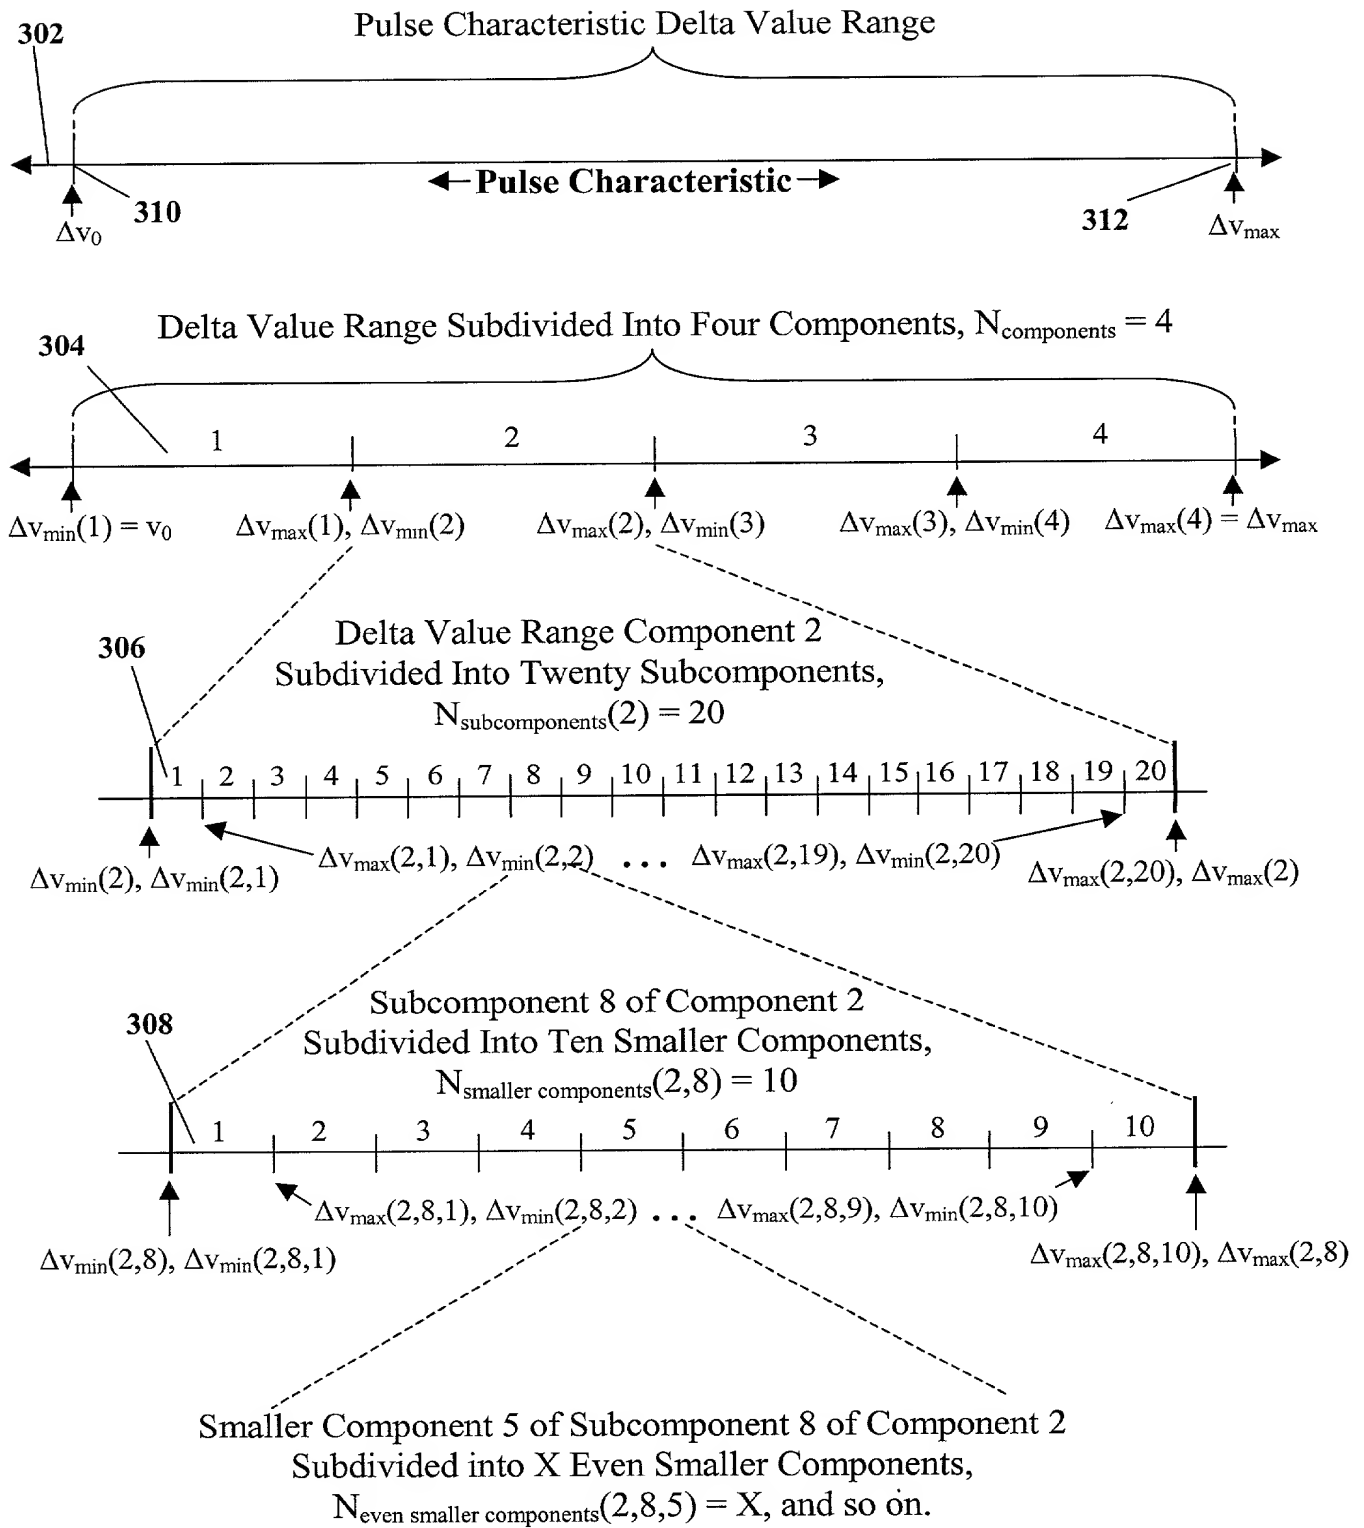 Pulse Characteristic Delta Value Range
302
Pulse Characteristic
310
312
Δv0
Δvmax
Delta Value Range Subdivided Into Four Components, Ncomponents = 4
304
1 2 3 4
Δvmin(1) = v0 Δvmax(1), Δvmin(2) Δvmax(2), Δvmin(3) Δvmax(3), Δvmin(4) Δvmax(4) = Δvmax
306
Delta Value Range Component 2
Subdivided Into Twenty Subcomponents,
Nsubcomponents(2) = 20
1 2 3 4 5 6 7 8 9 10 11 12 13 14 15 16 17 18 19 20
Δvmax(2,1), Δvmin(2,2) ... Δvmax(2,19), Δvmin(2,20)
Δvmin(2), Δvmin(2,1) Δvmax(2,20), Δvmax(2)
308
Subcomponent 8 of Component 2
Subdivided Into Ten Smaller Components,
Nsmaller components(2,8) = 10
1 2 3 4 5 6 7 8 9 10
Δvmax(2,8,1), Δvmin(2,8,2) ... Δvmax(2,8,9), Δvmin(2,8,10)
Δvmin(2,8), Δvmin(2,8,1) Δvmax(2,8,10), Δvmax(2,8)
Smaller Component 5 of Subcomponent 8 of Component 2
Subdivided into X Even Smaller Components,
Neven smaller components(2,8,5) = X, and so on.